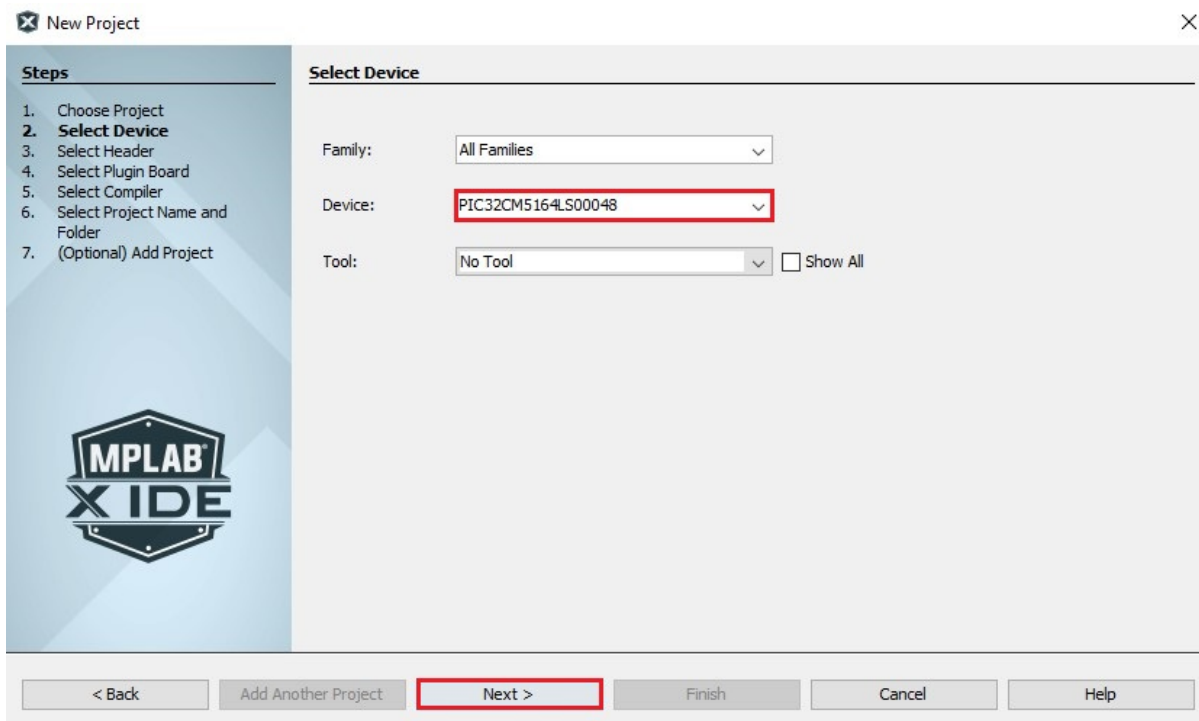 New Project
Steps
1. Choose Project
2. Select Device
3. Select Header
4. Select Plugin Board
5. Select Compiler
6. Select Project Name and
Folder
7. (Optional) Add Project
MPLAB
X IDE
Select Device
Family: All Families
Device: PIC32CM5164LS00048
Tool: No Tool Show All
< Back Add Another Project Next > Finish Cancel Help